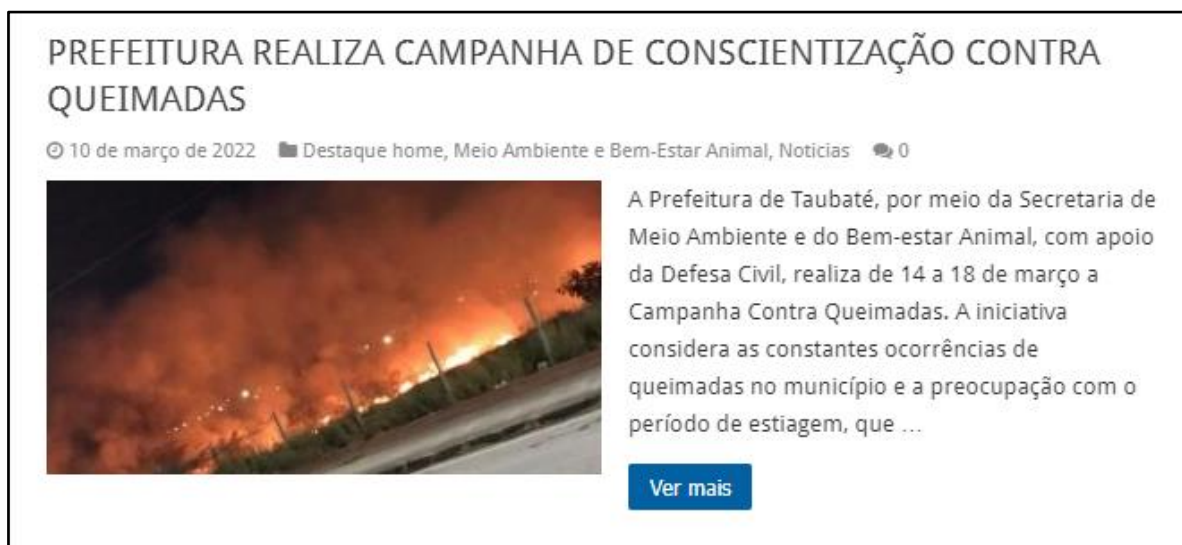 PREFEITURA REALIZA CAMPANHA DE CONSCIENTIZAÇÃO CONTRA
QUEIMADAS
10 de março de 2022 Destaque home, Meio Ambiente e Bem-Estar Animal, Noticias 0
A Prefeitura de Taubaté, por meio da Secretaria de
Meio Ambiente e do Bem-estar Animal, com apoio
da Defesa Civil, realiza de 14 a 18 de março a
Campanha Contra Queimadas. A iniciativa
considera as constantes ocorrências de
queimadas no município e a preocupação com o
período de estiagem, que …
Ver mais